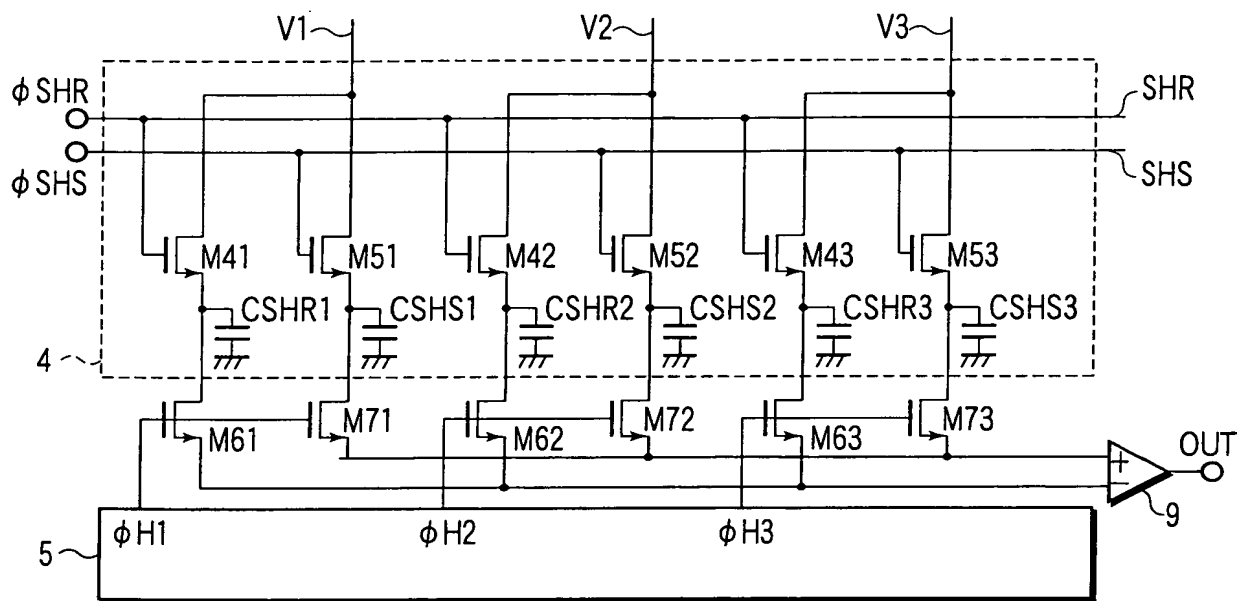 V1 V2 V3
φSHR SHR
φSHS SHS
M41 M51 M42 M52 M43 M53
CSHR1 CSHS1 CSHR2 CSHS2 CSHR3 CSHS3
4
M61 M71 M62 M72 M63 M73
OUT
+
−
9
φH1 φH2 φH3
5